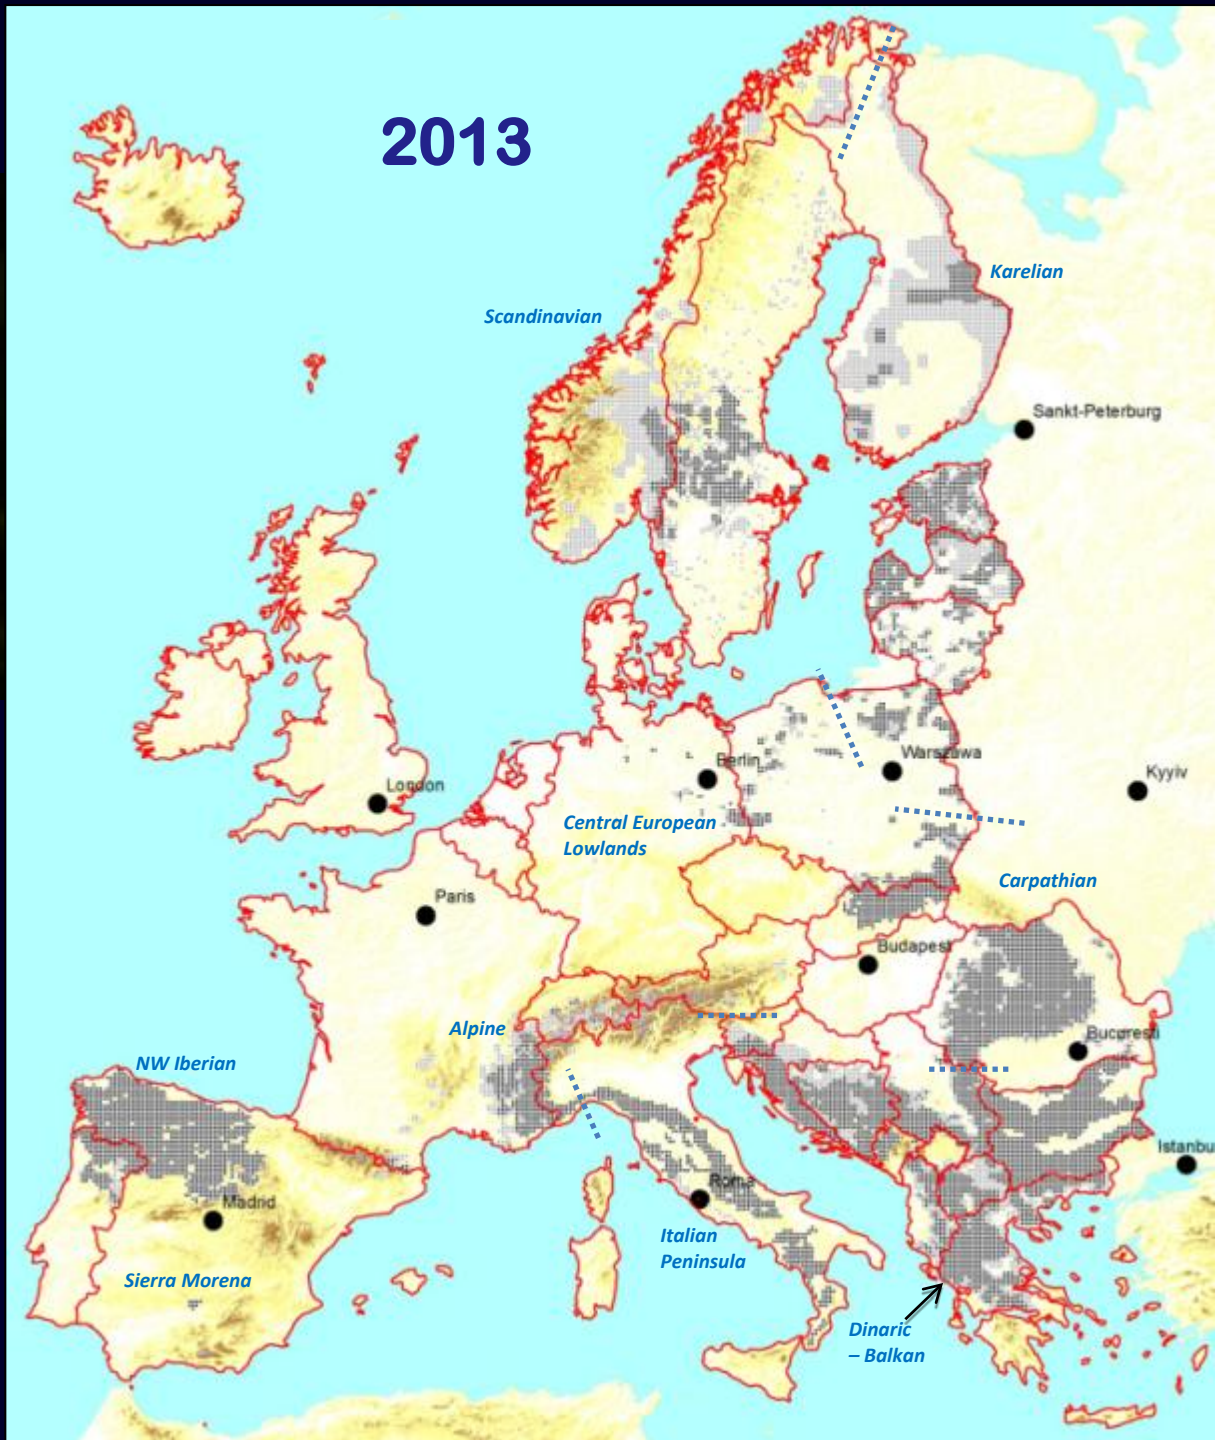 2013
Karelian
Scandinavian
Sankt-Peterburg
Warszawa
Berlin
Kyyiv
London
Central European
Lowlands
Carpathian
Paris
Budapest
Alpine
Bucuresti
NW Iberian
Istanbu
Roma
Madrid
Italian
Peninsula
Sierra Morena
Dinaric
– Balkan